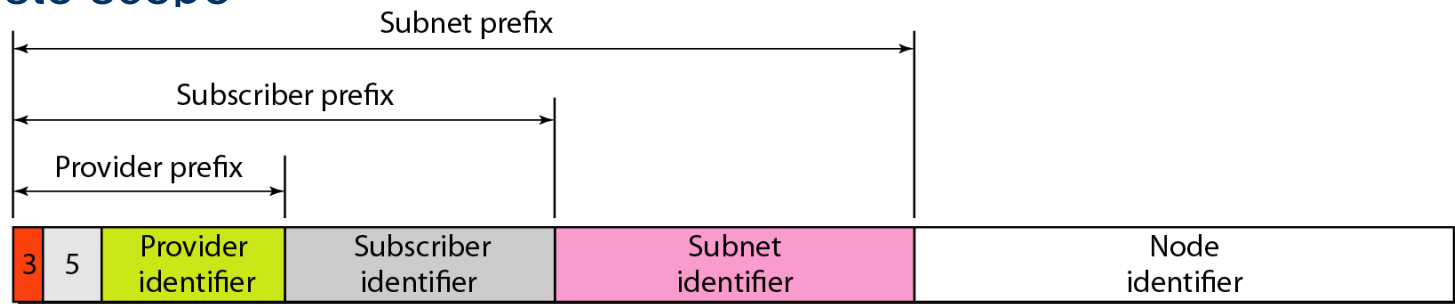 Subnet prefix
Subscriber prefix
Provider prefix
3
5
Provider
identifier
Subscriber
identifier
Subnet
identifier
Node
identifier